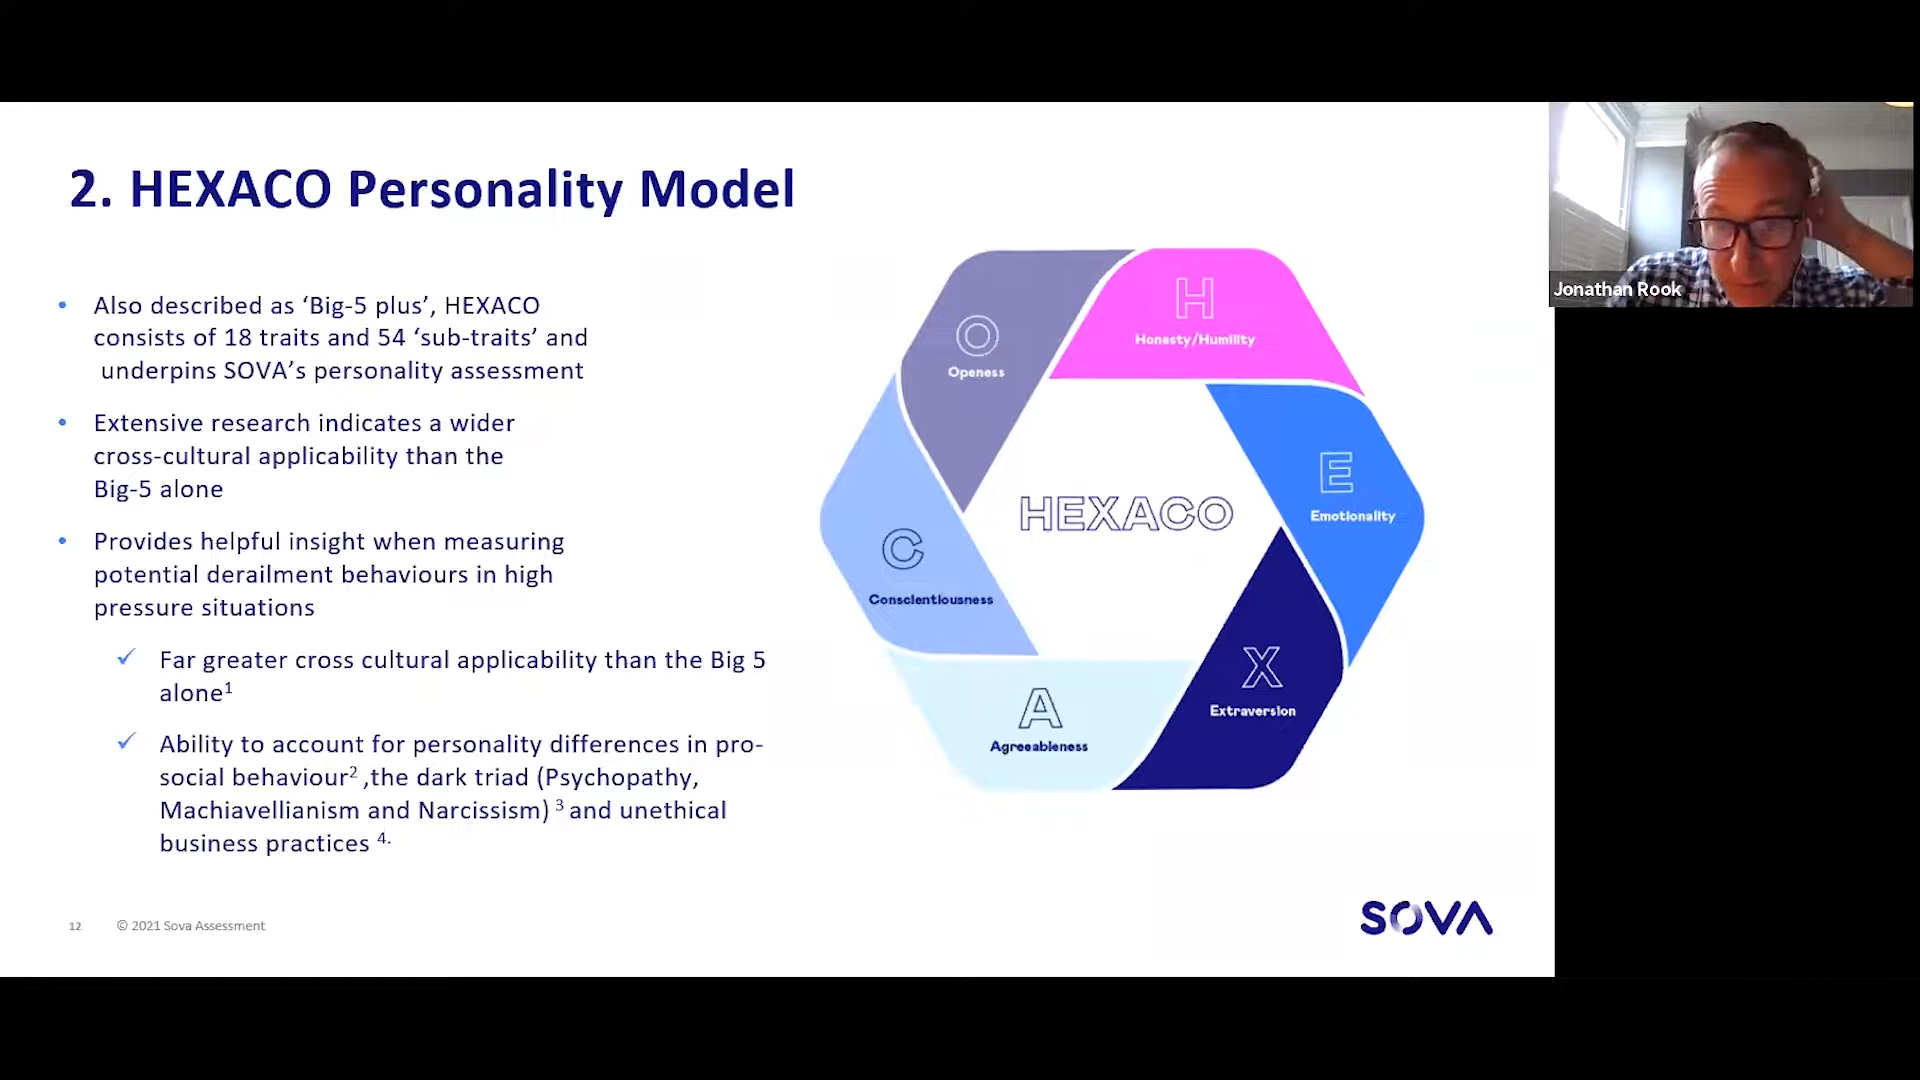 2. HEXACO Personality Model
• Also described as ‘Big-5 plus’, HEXACO
consists of 18 traits and 54 ‘sub-traits’ and
underpins SOVA’s personality assessment
• Extensive research indicates a wider
cross-cultural applicability than the
Big-5 alone
• Provides helpful insight when measuring
potential derailment behaviours in high
pressure situations
✓ Far greater cross cultural applicability than the Big 5
alone¹
✓ Ability to account for personality differences in pro-
social behaviour² ,the dark triad (Psychopathy,
Machiavellianism and Narcissism) ³ and unethical
business practices ⁴·
H
Honesty/Humility
E
Emotionality
X
Extraversion
A
Agreeableness
C
Conscientiousness
O
Openess
HEXACO
12 © 2021 Sova Assessment
SOVA
Jonathan Rook